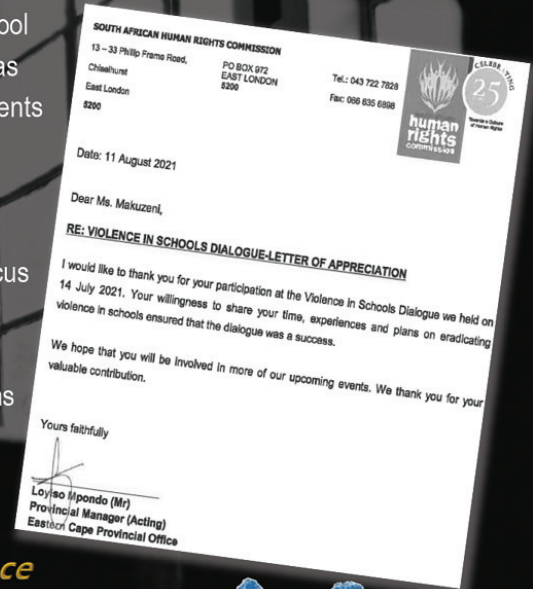 ool
as
ents
cus
ns
ce
SOUTH AFRICAN HUMAN RIGHTS COMMISSION
13 – 33 Phillip Frame Road,
Chiselhurst
East London
5200
PO BOX 972
EAST LONDON
5200
Tel.: 043 722 7828
Fax: 086 635 6898
human
rights
commission
CELEBRATING
25
Towards a Culture
of Human Rights
Date: 11 August 2021
Dear Ms. Makuzeni,
RE: VIOLENCE IN SCHOOLS DIALOGUE-LETTER OF APPRECIATION
I would like to thank you for your participation at the Violence in Schools Dialogue we held on
14 July 2021. Your willingness to share your time, experiences and plans on eradicating
violence in schools ensured that the dialogue was a success.
We hope that you will be involved in more of our upcoming events. We thank you for your
valuable contribution.
Yours faithfully
Loyiso Mpondo (Mr)
Provincial Manager (Acting)
Eastern Cape Provincial Office